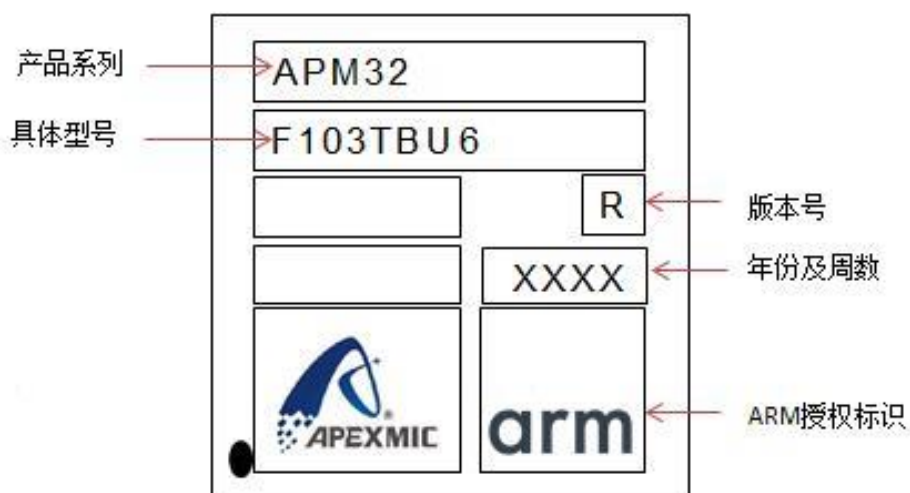 产品系列
APM32
具体型号
F103TBU6
R
版本号
XXXX
年份及周数
APEXMIC
®
arm
ARM授权标识